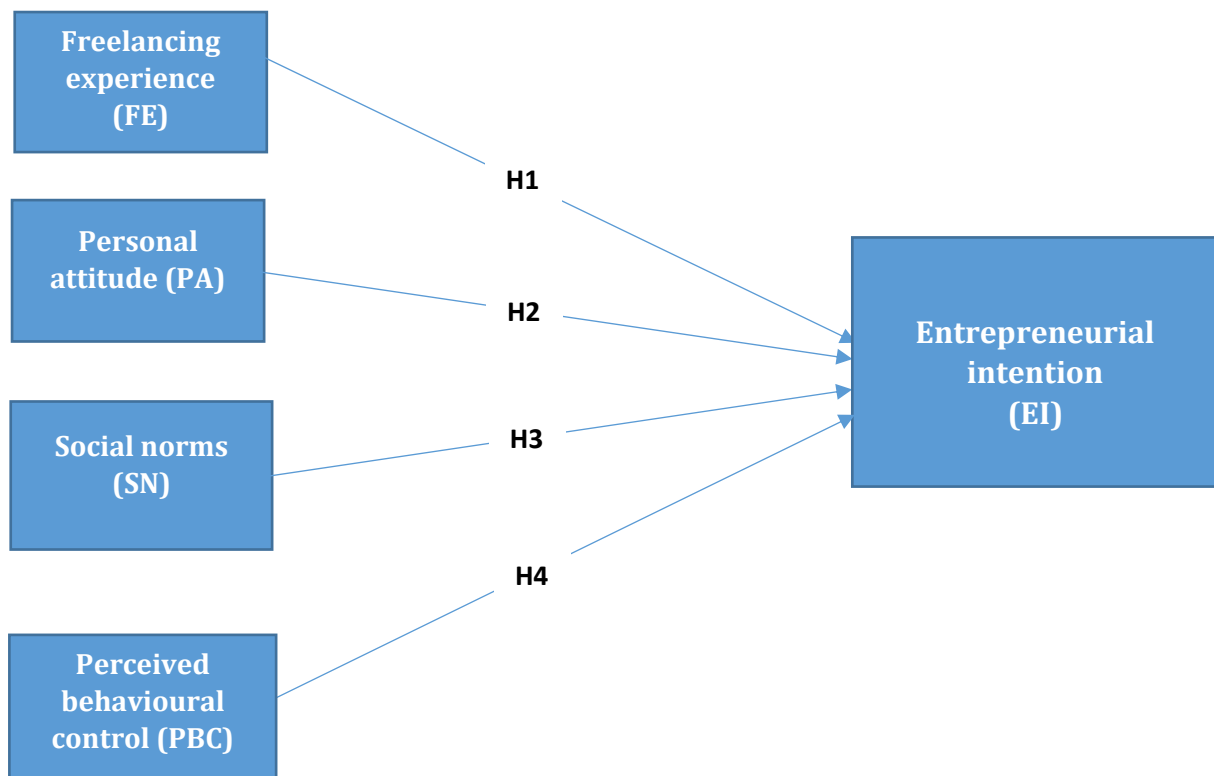 Freelancing
experience
(FE)
H1
Personal
attitude (PA)
H2
Entrepreneurial
intention
(EI)
Social norms
(SN)
H3
H4
Perceived
behavioural
control (PBC)